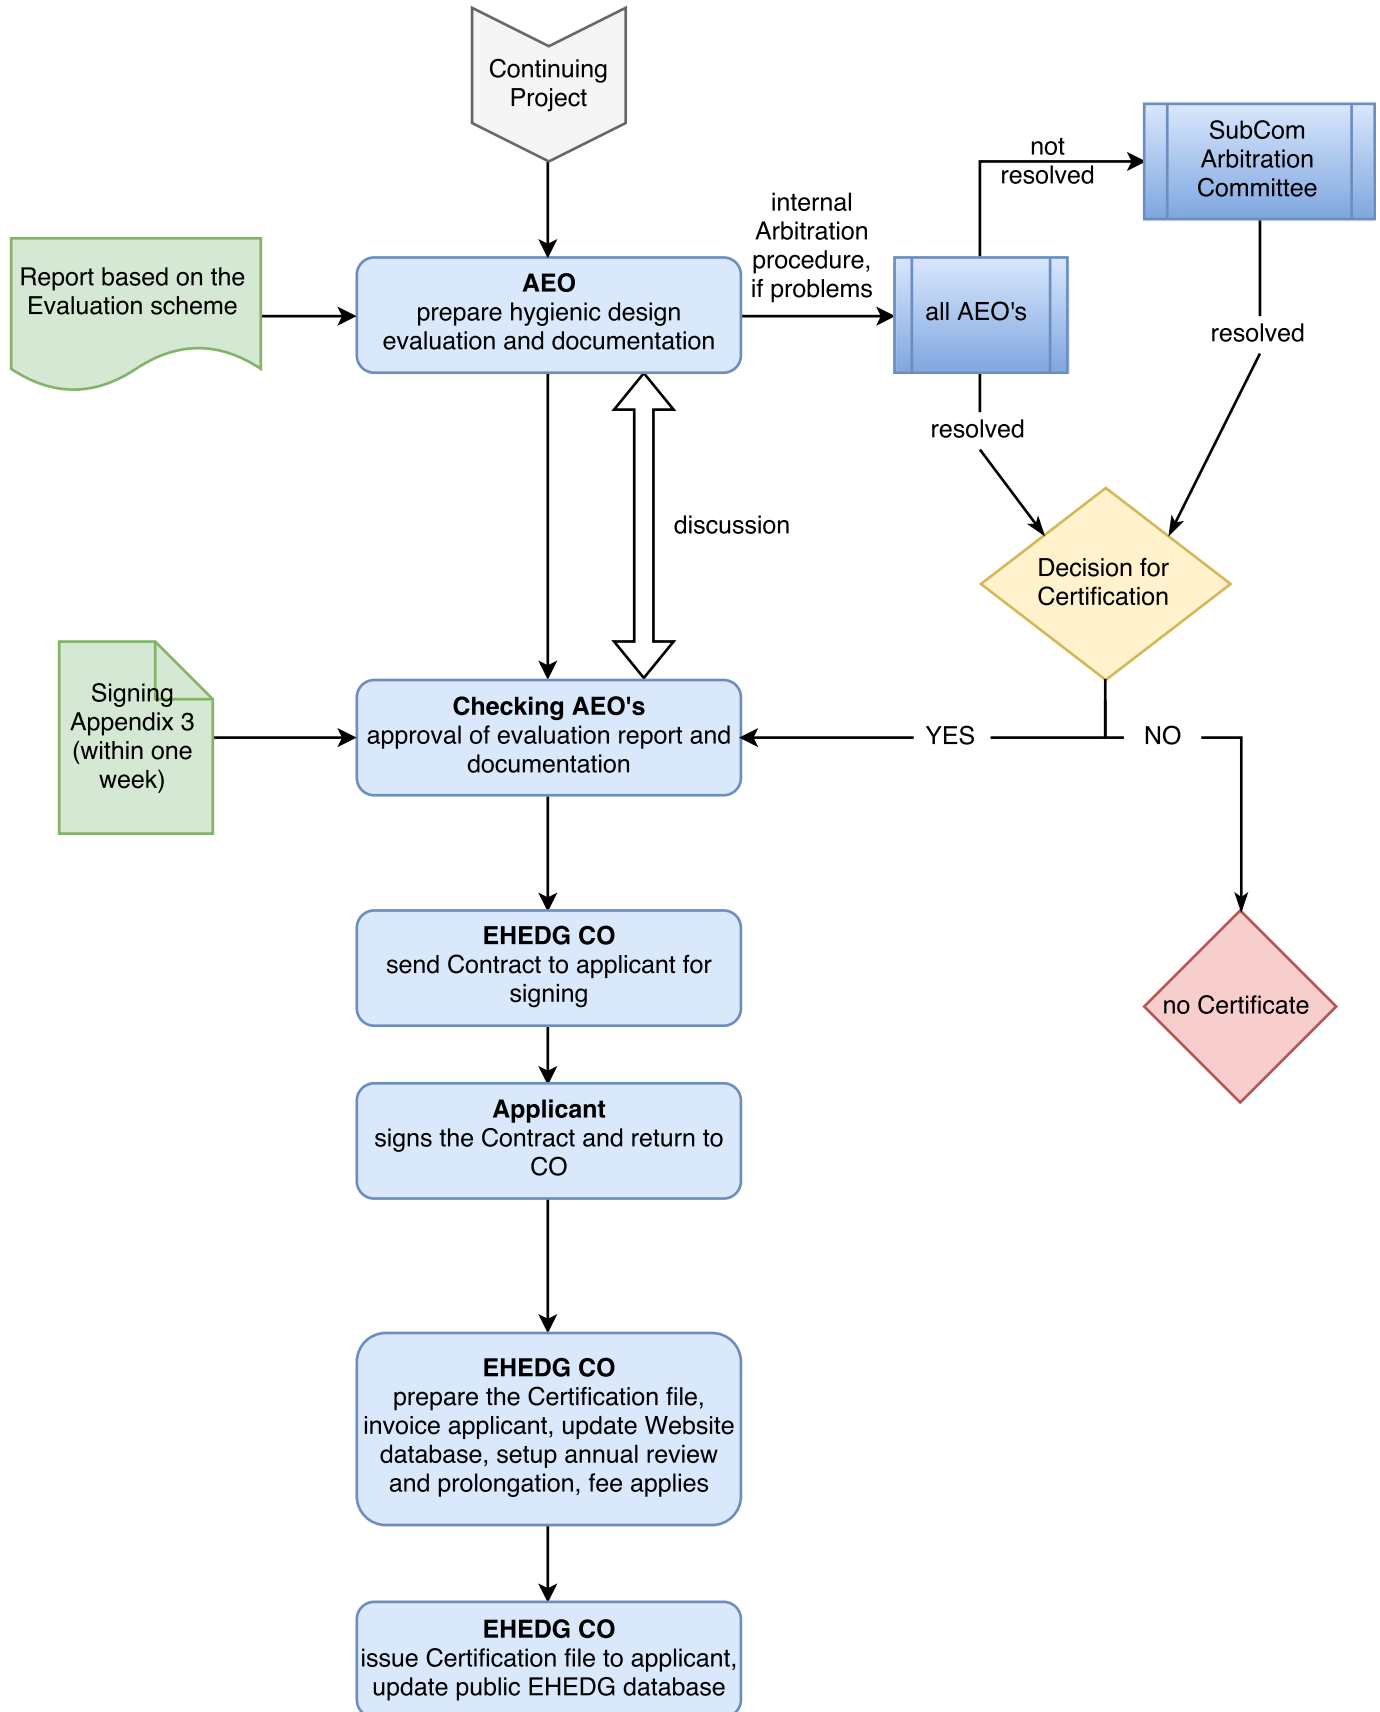 Continuing
Project
SubCom
Arbitration
Committee
not
resolved
internal
Arbitration
procedure,
if problems
Report based on the
Evaluation scheme
AEO
prepare hygienic design
evaluation and documentation
all AEO's
resolved
resolved
discussion
Decision for
Certification
Signing
Appendix 3
(within one
week)
Checking AEO's
approval of evaluation report and
documentation
YES
NO
EHEDG CO
send Contract to applicant for
signing
no Certificate
Applicant
signs the Contract and return to
CO
EHEDG CO
prepare the Certification file,
invoice applicant, update Website
database, setup annual review
and prolongation, fee applies
EHEDG CO
issue Certification file to applicant,
update public EHEDG database